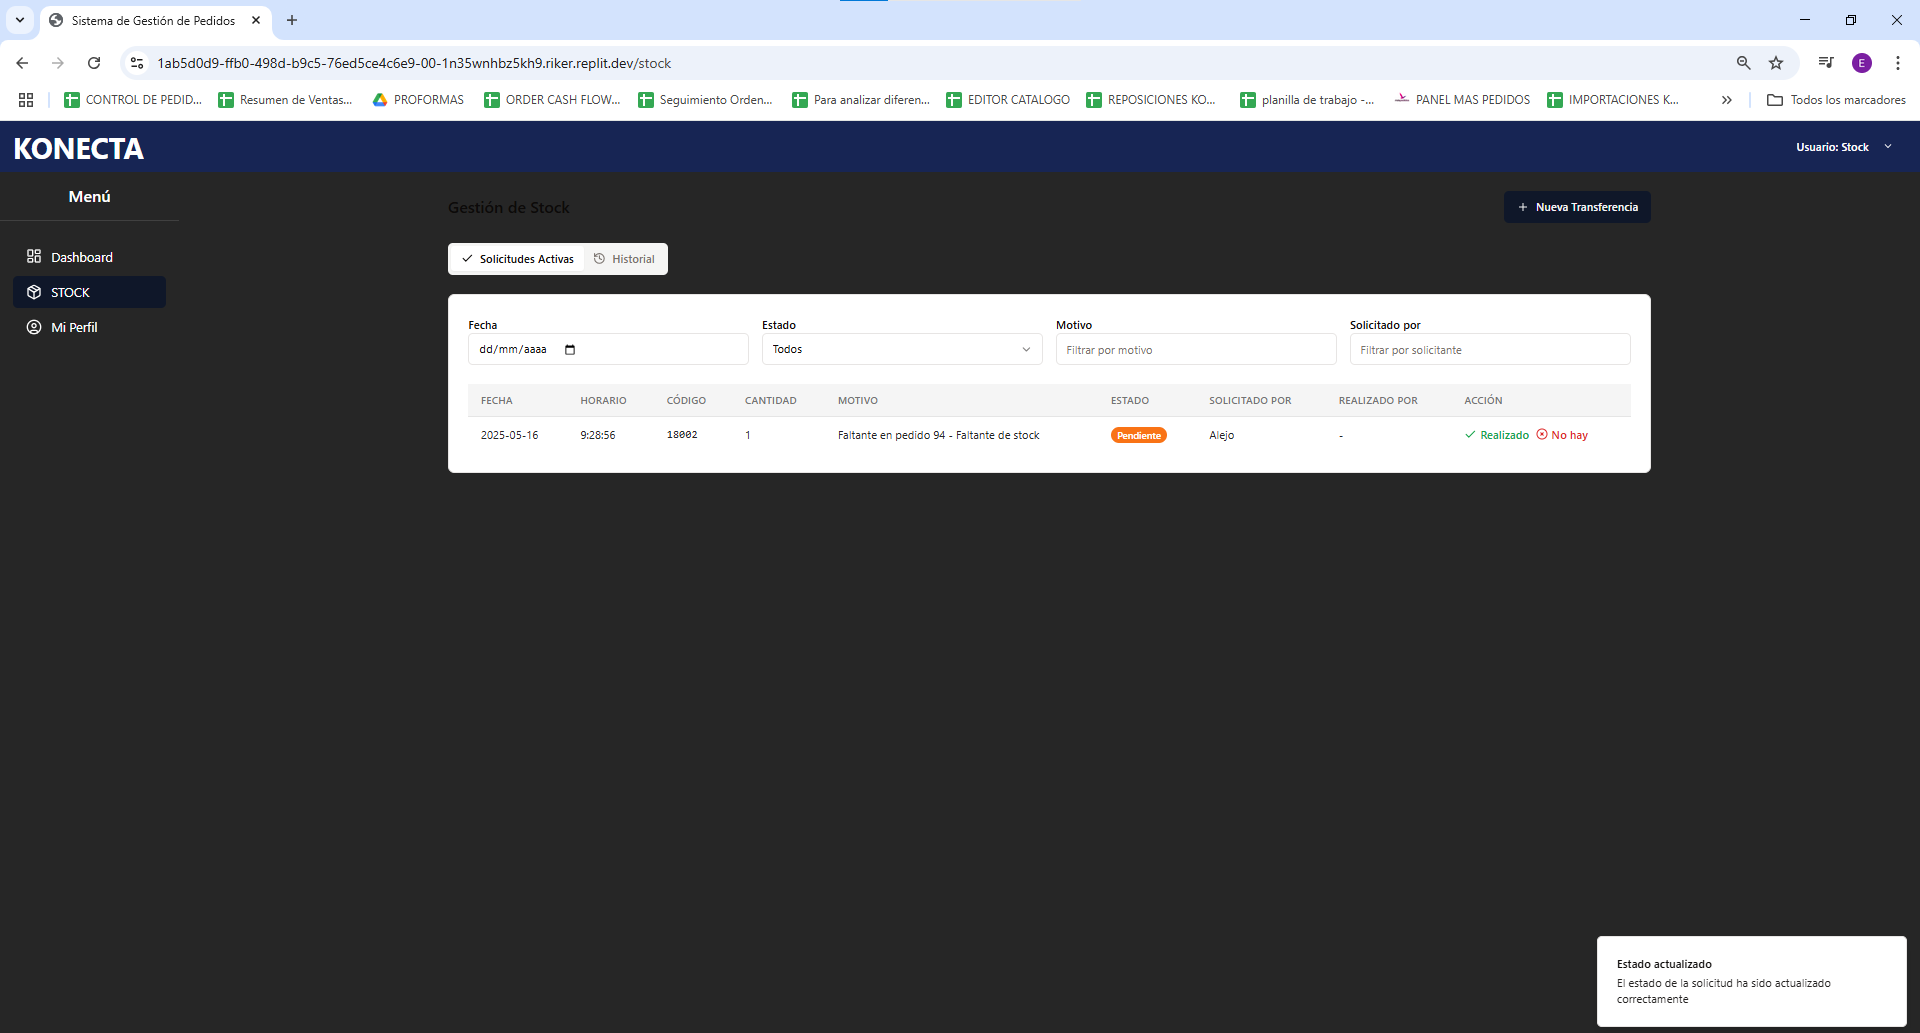 Sistema de Gestión de Pedidos
1ab5d0d9-ffb0-498d-b9c5-76ed5ce4c6e9-00-1n35wnhbz5kh9.riker.replit.dev/stock
E
CONTROL DE PEDID...
Resumen de Ventas...
PROFORMAS
ORDER CASH FLOW...
Seguimiento Orden...
Para analizar diferen...
EDITOR CATALOGO
REPOSICIONES KO...
planilla de trabajo -...
PANEL MAS PEDIDOS
IMPORTACIONES K...
Todos los marcadores
KONECTA
Usuario: Stock
Menú
Dashboard
STOCK
Mi Perfil
Gestión de Stock
Nueva Transferencia
Solicitudes Activas
Historial
Fecha
Estado
Motivo
Solicitado por
dd/mm/aaaa
Todos
Filtrar por motivo
Filtrar por solicitante
FECHA HORARIO CÓDIGO CANTIDAD MOTIVO ESTADO SOLICITADO POR REALIZADO POR ACCIÓN
2025-05-16 9:28:56 18002 1 Faltante en pedido 94 - Faltante de stock Pendiente Alejo - Realizado No hay
Estado actualizado
El estado de la solicitud ha sido actualizado
correctamente